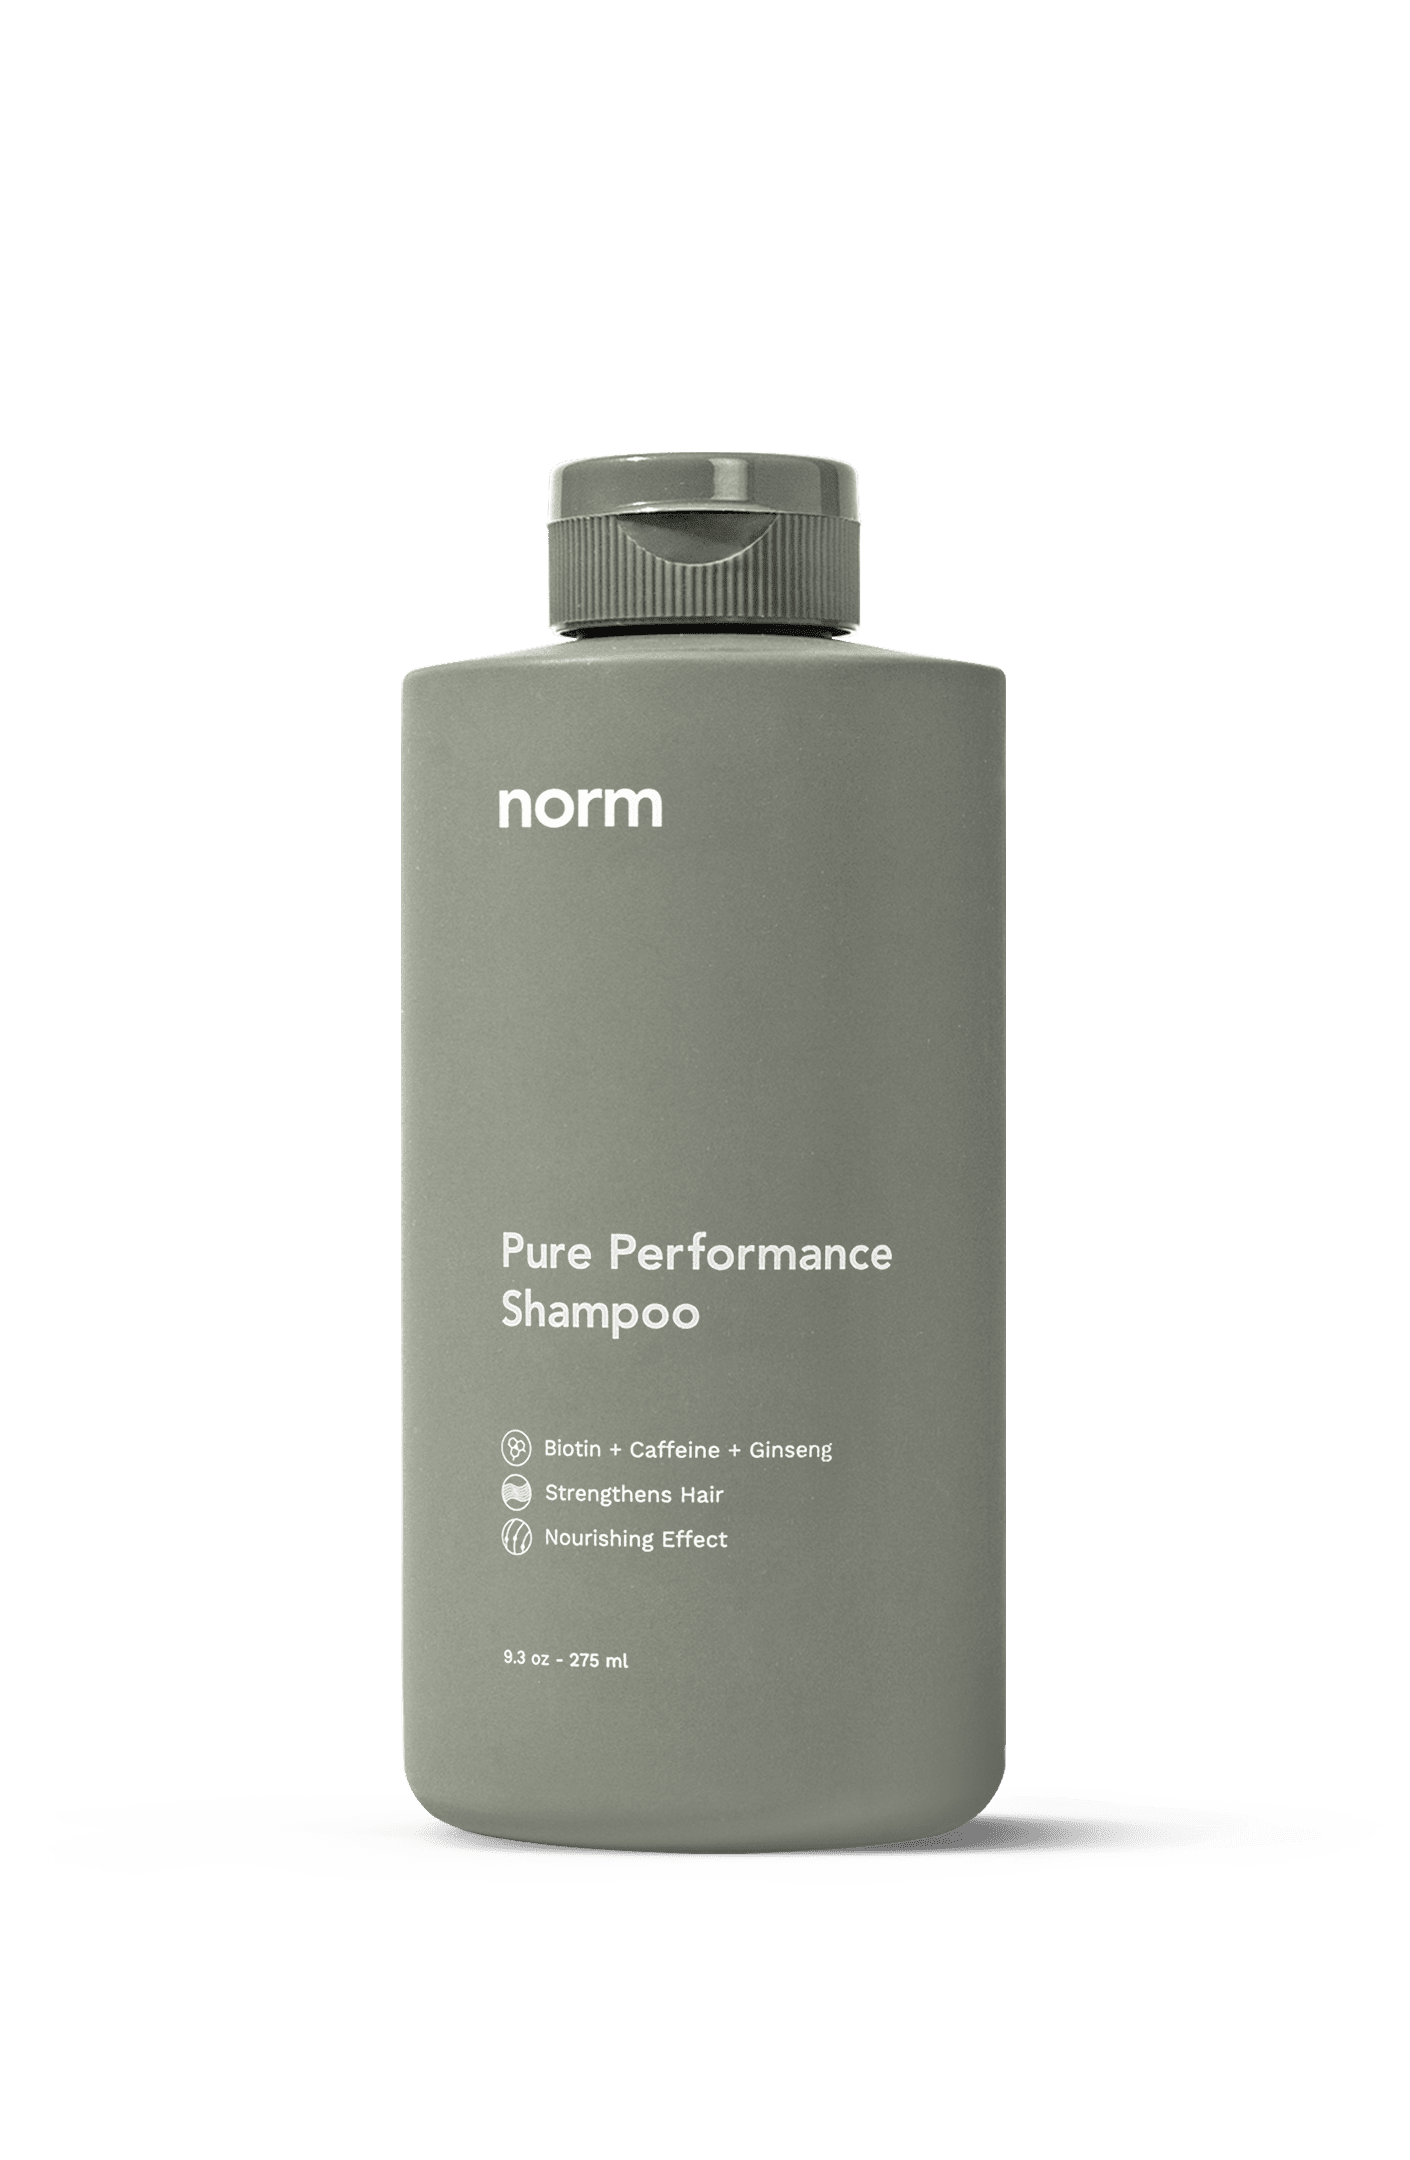 norm
Pure Performance
Shampoo
Biotin + Caffeine + Ginseng
Strengthens Hair
Nourishing Effect
9.3 oz - 275 ml